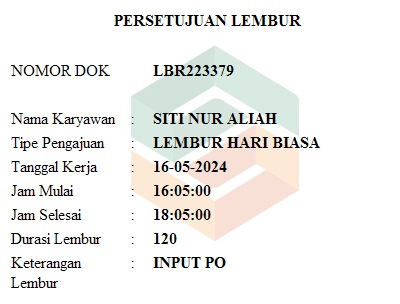 PERSETUJUAN LEMBUR
NOMOR DOK LBR223379
Nama Karyawan : SITI NUR ALIAH
Tipe Pengajuan : LEMBUR HARI BIASA
Tanggal Kerja : 16-05-2024
Jam Mulai : 16:05:00
Jam Selesai : 18:05:00
Durasi Lembur : 120
Keterangan : INPUT PO
Lembur